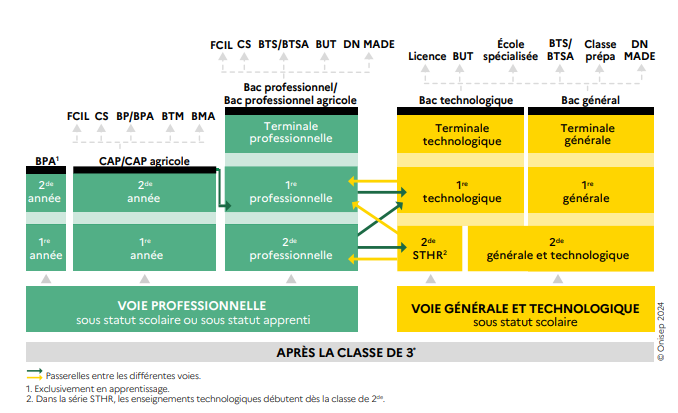 FCIL CS BTS/BTSA BUT DN MADE
Licence BUT École spécialisée BTS/BTSA Classe prépa DN MADE
Bac professionnel/
Bac professionnel agricole
Bac technologique
Bac général
FCIL CS BP/BPA BTM BMA
Terminale
professionnelle
Terminale
technologique
Terminale
générale
BPA¹
CAP/CAP agricole
2de
année
2de
année
1re
professionnelle
1re
technologique
1re
générale
1re
année
1re
année
2de
professionnelle
2de
STHR²
2de
générale et technologique
VOIE PROFESSIONNELLE
sous statut scolaire ou sous statut apprenti
VOIE GÉNÉRALE ET TECHNOLOGIQUE
sous statut scolaire
APRÈS LA CLASSE DE 3e
© Onisep 2024
Passerelles entre les différentes voies.
1. Exclusivement en apprentissage.
2. Dans la série STHR, les enseignements technologiques débutent dès la classe de 2de.